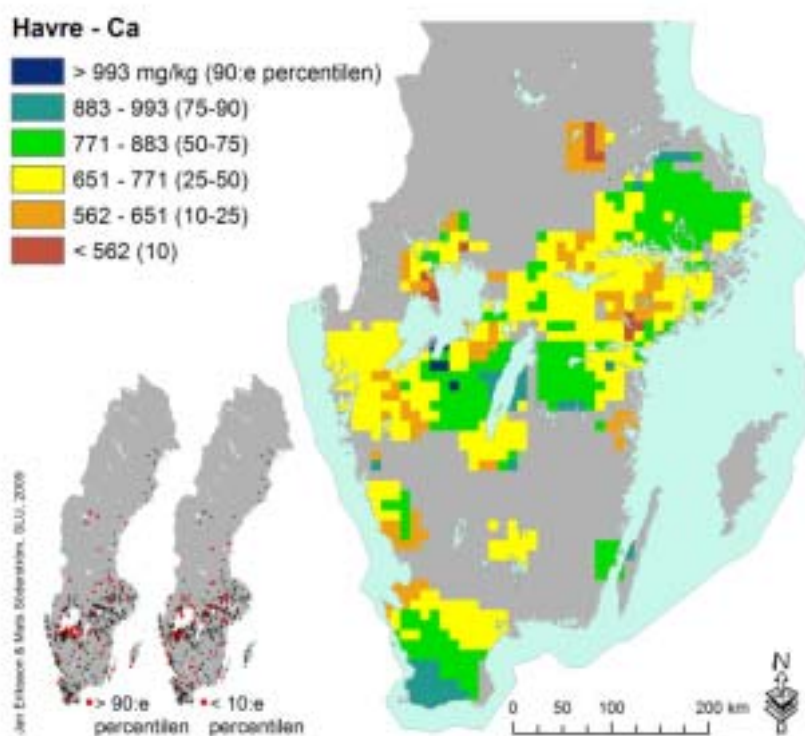 Havre - Ca
> 993 mg/kg (90:e percentilen)
883 - 993 (75-90)
771 - 883 (50-75)
651 - 771 (25-50)
562 - 651 (10-25)
< 562 (10)
Jan Eriksson & Mats Söderström, SLU, 2009
> 90:e
percentilen
< 10:e
percentilen
N
0 50 100 200 km